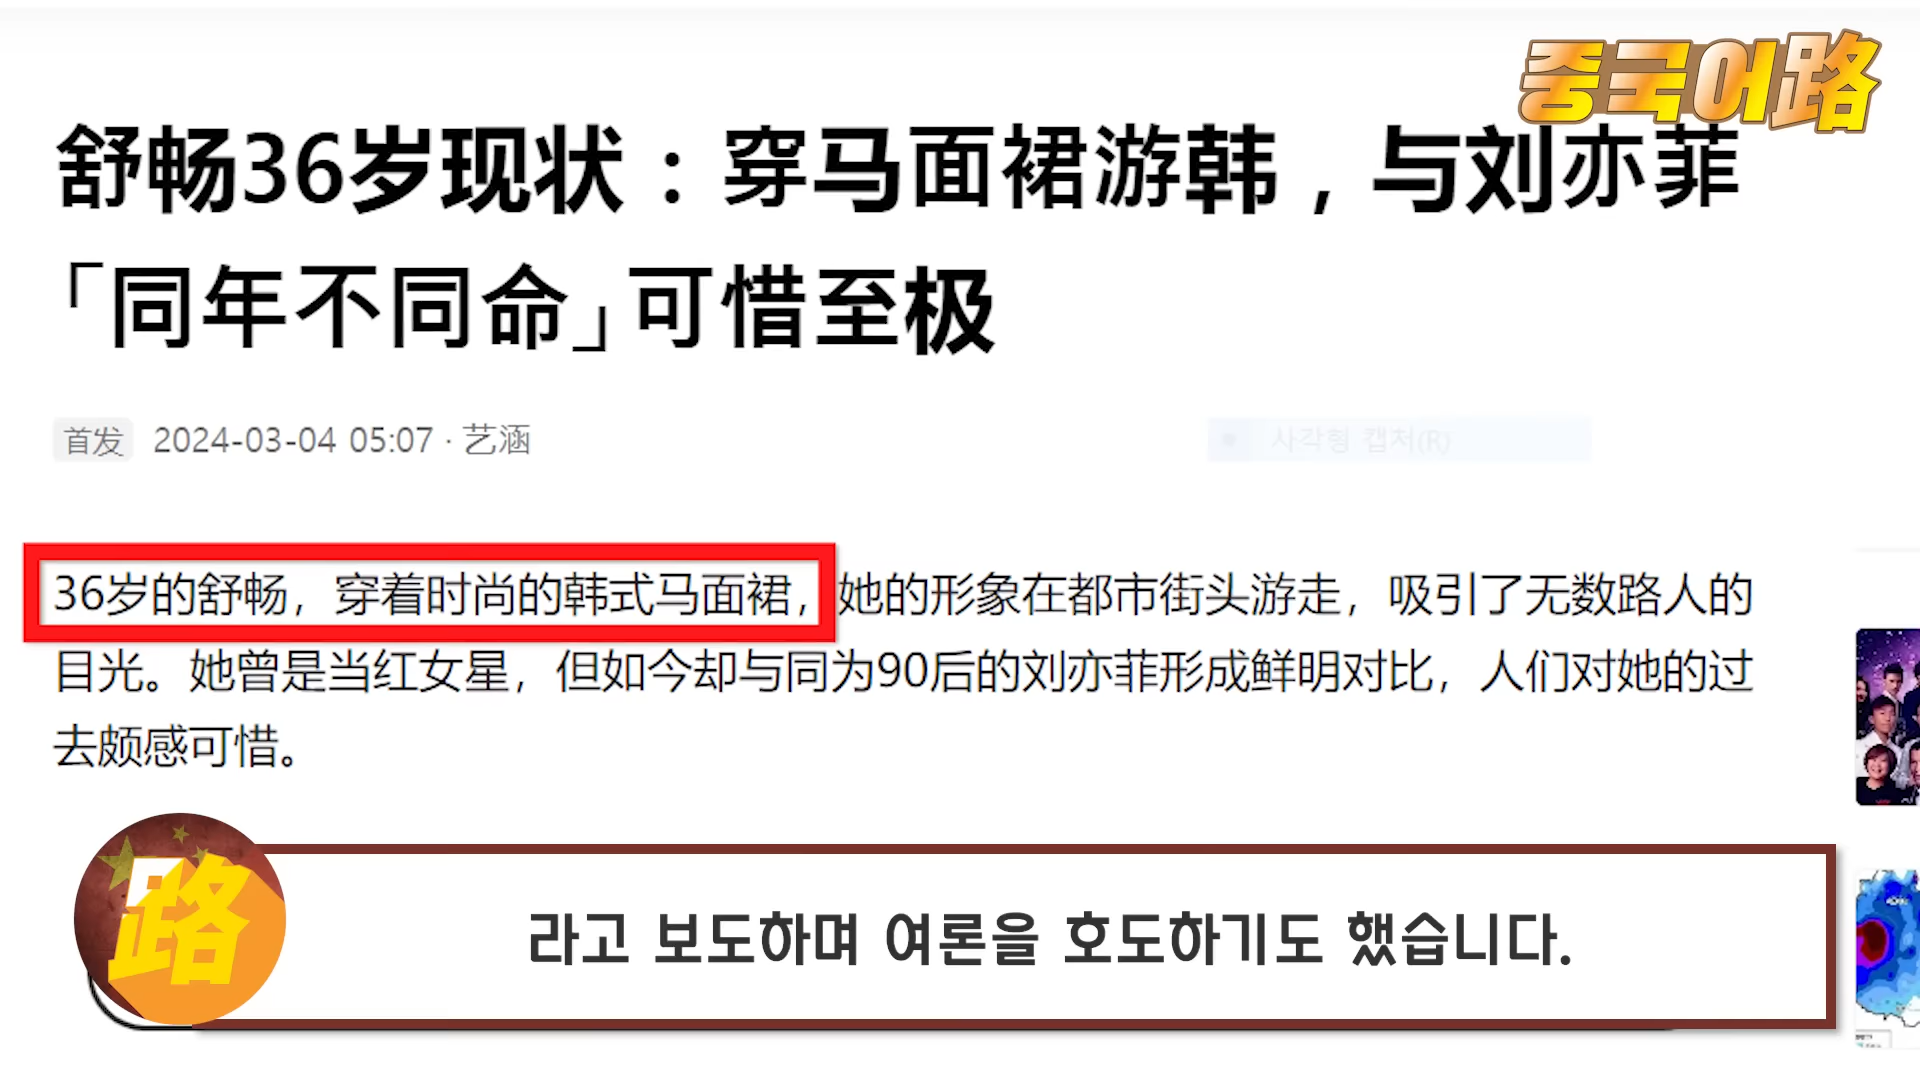 중국어路
舒畅36岁现状：穿马面裙游韩，与刘亦菲
「同年不同命」可惜至极
首发 2024-03-04 05:07 · 艺涵
사각형 캡처(R)
36岁的舒畅，穿着时尚的韩式马面裙，她的形象在都市街头游走，吸引了无数路人的
目光。她曾是当红女星，但如今却与同为90后的刘亦菲形成鲜明对比，人们对她的过
去颇感可惜。
路
라고 보도하며 여론을 호도하기도 했습니다.